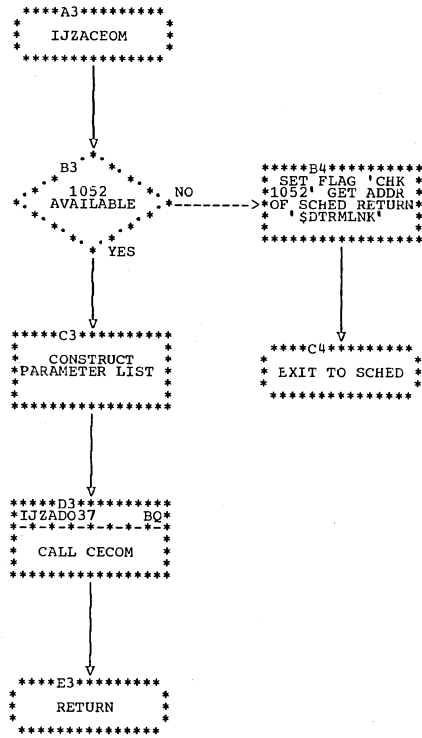 *****A3*********
IJZACEOM
B3
1052
AVAILABLE
NO
YES
*****B4**********
SET FLAG 'CHK
1052' GET ADDR
OF SCHED RETURN
'$DTRMLNK'
*****C3**********
CONSTRUCT
PARAMETER LIST
****C4*********
EXIT TO SCHED
*****D3**********
*IJZADO37 BQ*
*-*-*-*-*-*-*-*-*
CALL CECOM
****E3*********
RETURN